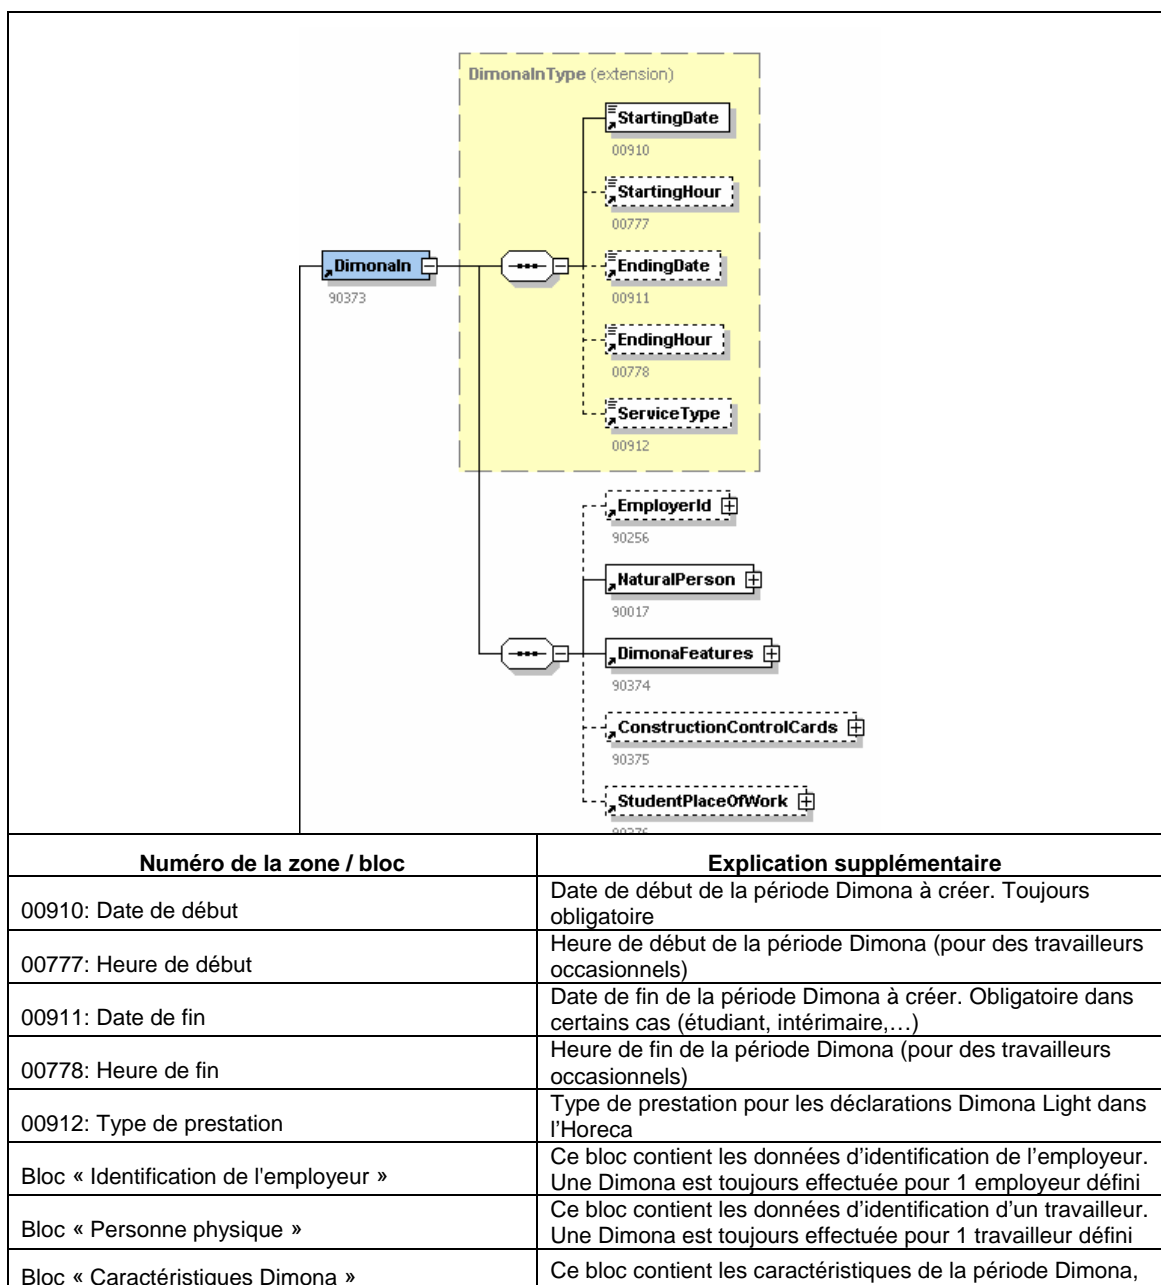 DimonaInType (extension)
StartingDate
00910
StartingHour
00777
DimonaIn
90373
EndingDate
00911
EndingHour
00778
ServiceType
00912
EmployerId
90256
NaturalPerson
90017
DimonaFeatures
90374
ConstructionControlCards
90375
StudentPlaceOfWork
90376
Numéro de la zone / bloc
Explication supplémentaire
00910: Date de début
Date de début de la période Dimona à créer. Toujours
obligatoire
00777: Heure de début
Heure de début de la période Dimona (pour des travailleurs
occasionnels)
00911: Date de fin
Date de fin de la période Dimona à créer. Obligatoire dans
certains cas (étudiant, intérimaire,…)
00778: Heure de fin
Heure de fin de la période Dimona (pour des travailleurs
occasionnels)
00912: Type de prestation
Type de prestation pour les déclarations Dimona Light dans
l’Horeca
Bloc « Identification de l'employeur »
Ce bloc contient les données d’identification de l’employeur.
Une Dimona est toujours effectuée pour 1 employeur défini
Bloc « Personne physique »
Ce bloc contient les données d’identification d’un travailleur.
Une Dimona est toujours effectuée pour 1 travailleur défini
Bloc « Caractéristiques Dimona »
Ce bloc contient les caractéristiques de la période Dimona,